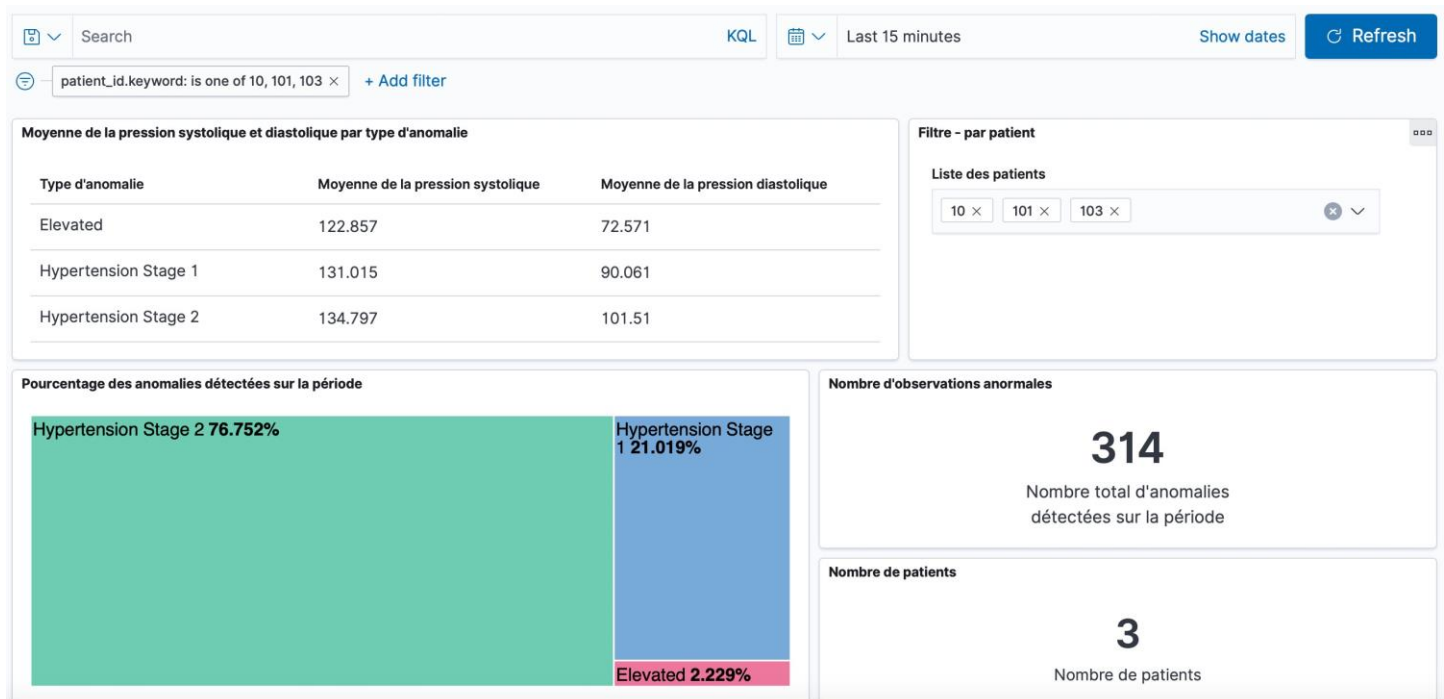 Search KQL Last 15 minutes Show dates Refresh
patient_id.keyword: is one of 10, 101, 103 × + Add filter
Moyenne de la pression systolique et diastolique par type d'anomalie
Type d'anomalie Moyenne de la pression systolique Moyenne de la pression diastolique
Elevated 122.857 72.571
Hypertension Stage 1 131.015 90.061
Hypertension Stage 2 134.797 101.51
Filtre - par patient
Liste des patients
10 × 101 × 103 ×
Pourcentage des anomalies détectées sur la période
Hypertension Stage 2 76.752%
Hypertension Stage
1 21.019%
Elevated 2.229%
Nombre d'observations anormales
314
Nombre total d'anomalies
détectées sur la période
Nombre de patients
3
Nombre de patients